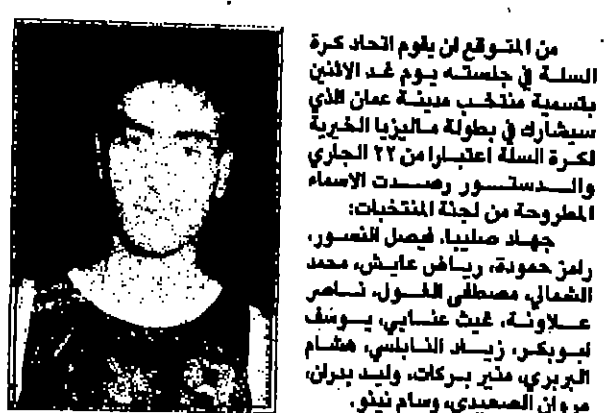 من المتوقع ان يقوم اتحاد كرة
السلة في جلسته يوم غد الاثنين
بتسمية منتخب مدينة عمان الذي
سيشارك في بطولة ماليزيا الخيرية
لكرة السلة اعتبارا من ٢٢ الجاري
والدستور رصدت الاسماء
المطروحة من لجنة المنتخبات:
جهاد صليبا، فيصل النسور،
رامز حمودة، رياض عايش، محمد
الشمالي، مصطفى الغول، ناصر
علاونة، غيث عنابي، يوسف
ابوبكر، زياد النابلسي، هشام
البربري، منير بركات، وليد بدران،
مروان الصعيدي، وسام نينو.